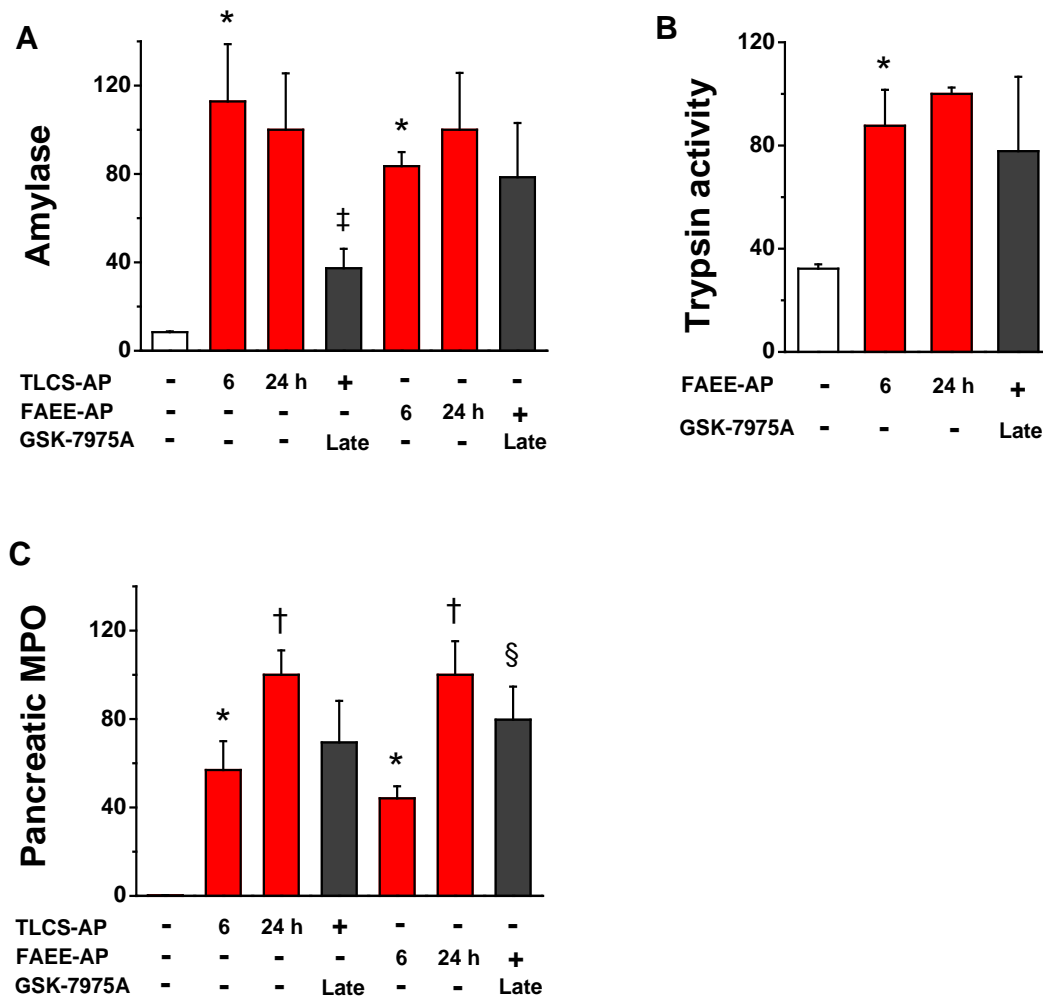 A
Amylase
*
*
‡
120
80
40
0
TLCS-AP - 6 24 h + - - -
FAEE-AP - - - - 6 24 h +
GSK-7975A - - - Late - - Late
B
Trypsin activity
*
120
80
40
0
FAEE-AP - 6 24 h +
GSK-7975A - - - Late
C
Pancreatic MPO
†
†
§
*
*
120
80
40
0
TLCS-AP - 6 24 h + - - -
FAEE-AP - - - - 6 24 h +
GSK-7975A - - - Late - - Late